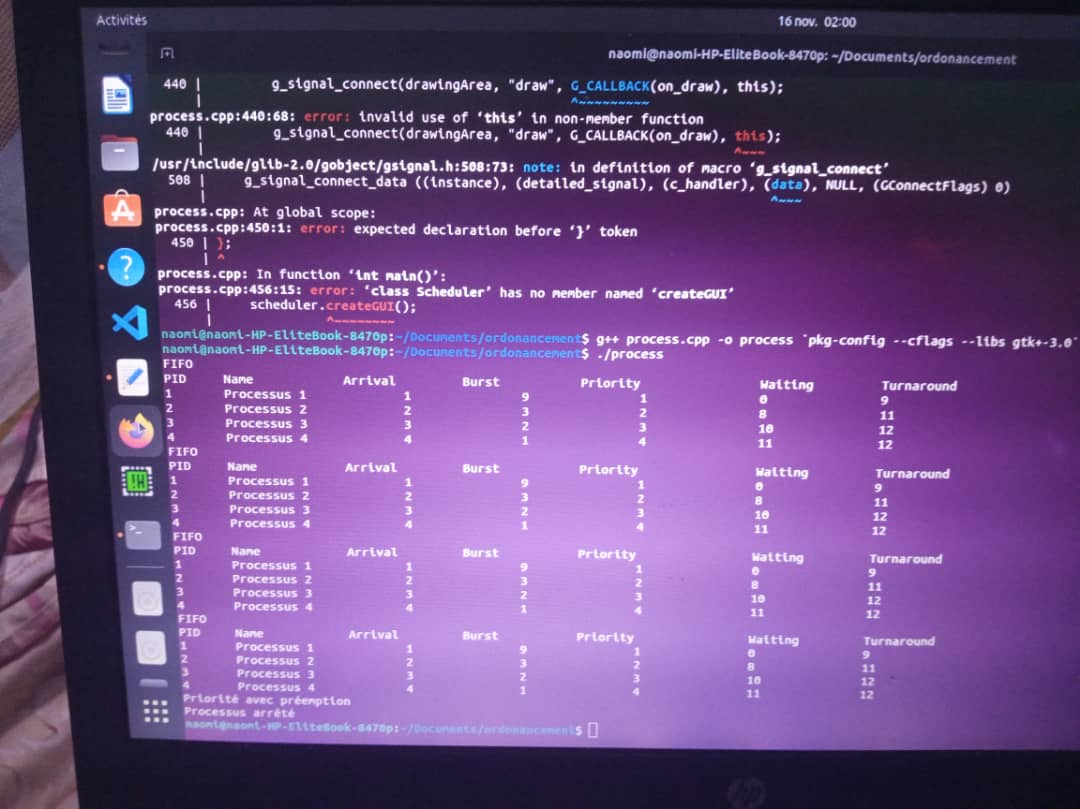 Activités
16 nov. 02:00
naomi@naomi-HP-EliteBook-8470p: ~/Documents/ordonancement
440 | g_signal_connect(drawingArea, "draw", G_CALLBACK(on_draw), this);
| ^~~~~~~~~~
process.cpp:440:68: error: invalid use of ‘this’ in non-member function
440 | g_signal_connect(drawingArea, "draw", G_CALLBACK(on_draw), this);
| ^~~~
/usr/include/glib-2.0/gobject/gsignal.h:508:73: note: in definition of macro ‘g_signal_connect’
508 | g_signal_connect_data ((instance), (detailed_signal), (c_handler), (data), NULL, (GConnectFlags) 0)
| ^~~~
process.cpp: At global scope:
process.cpp:450:1: error: expected declaration before ‘}’ token
450 | };
| ^
process.cpp: In function ‘int main()’:
process.cpp:456:15: error: ‘class Scheduler’ has no member named ‘createGUI’
456 | scheduler.createGUI();
| ^~~~~~~~~
naomi@naomi-HP-EliteBook-8470p:~/Documents/ordonancement$ g++ process.cpp -o process `pkg-config --cflags --libs gtk+-3.0`
naomi@naomi-HP-EliteBook-8470p:~/Documents/ordonancement$ ./process
FIFO
PID Name Arrival Burst Priority Waiting Turnaround
1 Processus 1 1 9 1 0 9
2 Processus 2 2 3 2 8 11
3 Processus 3 3 2 3 10 12
4 Processus 4 4 1 4 11 12
FIFO
PID Name Arrival Burst Priority Waiting Turnaround
1 Processus 1 1 9 1 0 9
2 Processus 2 2 3 2 8 11
3 Processus 3 3 2 3 10 12
4 Processus 4 4 1 4 11 12
FIFO
PID Name Arrival Burst Priority Waiting Turnaround
1 Processus 1 1 9 1 0 9
2 Processus 2 2 3 2 8 11
3 Processus 3 3 2 3 10 12
4 Processus 4 4 1 4 11 12
FIFO
PID Name Arrival Burst Priority Waiting Turnaround
1 Processus 1 1 9 1 0 9
2 Processus 2 2 3 2 8 11
3 Processus 3 3 2 3 10 12
4 Processus 4 4 1 4 11 12
Priorité avec préemption
Processus arrêté
naomi@naomi-HP-EliteBook-8470p:~/Documents/ordonancement$
hp